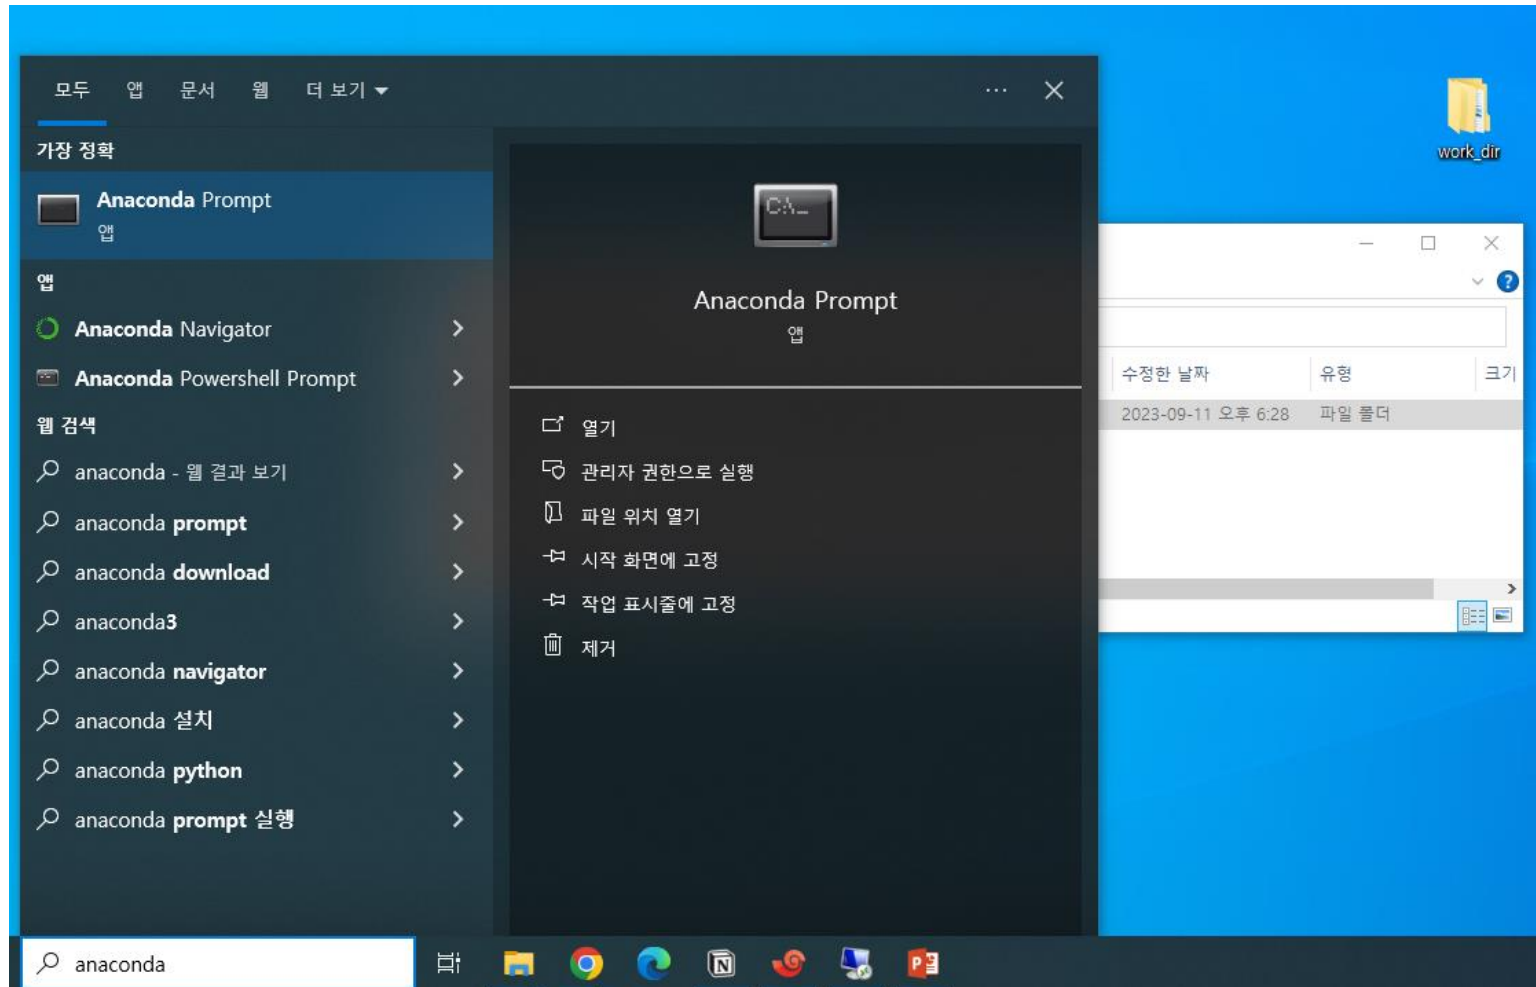 모두 앱 문서 웹 더 보기
가장 정확
Anaconda Prompt
앱
앱
Anaconda Navigator
Anaconda Powershell Prompt
웹 검색
anaconda - 웹 결과 보기
anaconda prompt
anaconda download
anaconda3
anaconda navigator
anaconda 설치
anaconda python
anaconda prompt 실행
anaconda
C:\_
Anaconda Prompt
앱
열기
관리자 권한으로 실행
파일 위치 열기
시작 화면에 고정
작업 표시줄에 고정
제거
work_dir
수정한 날짜 유형 크기
2023-09-11 오후 6:28 파일 폴더